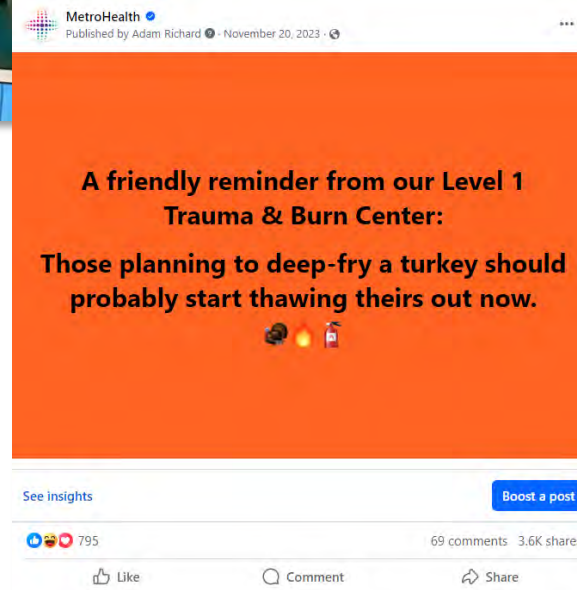 MetroHealth
Published by Adam Richard · November 20, 2023 ·
A friendly reminder from our Level 1
Trauma & Burn Center:
Those planning to deep-fry a turkey should
probably start thawing theirs out now.
🦃🔥🧯
See insights
Boost a post
795
69 comments 3.6K share
Like
Comment
Share